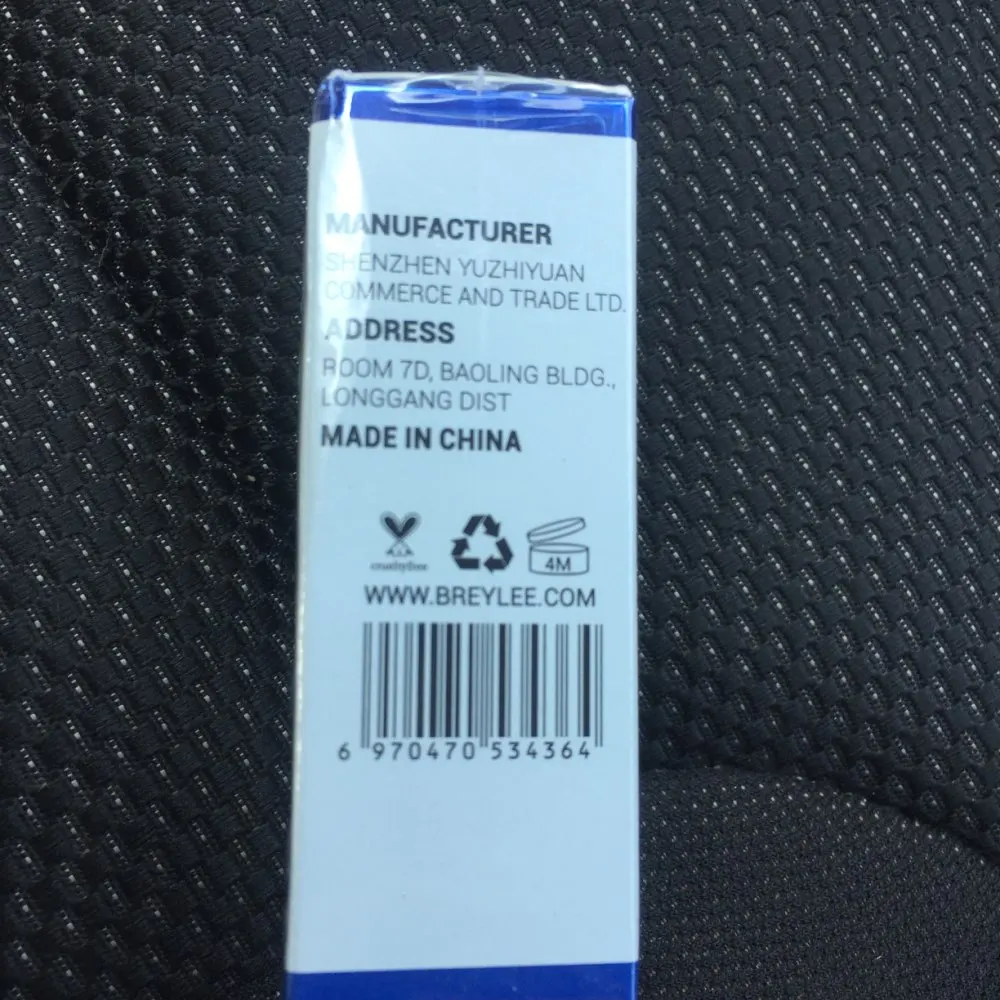 MANUFACTURER
SHENZHEN YUZHIYUAN
COMMERCE AND TRADE LTD.
ADDRESS
ROOM 7D, BAOLING BLDG.,
LONGGANG DIST
MADE IN CHINA
crueltyfree
4M
WWW.BREYLEE.COM
6 970470 534364